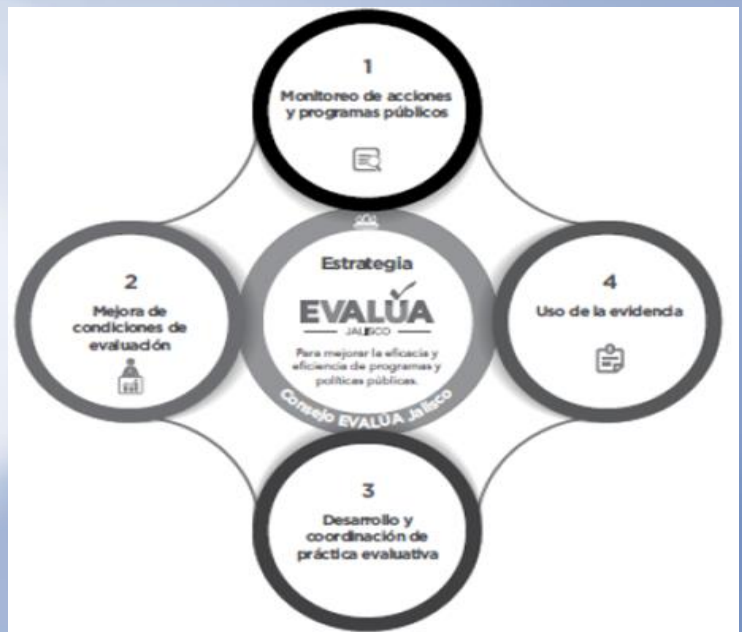 1
Monitoreo de acciones
y programas públicos
2
Mejora de
condiciones de
evaluación
Estrategia
EVALÚA
JALISCO
Para mejorar la eficacia y
eficiencia de programas y
políticas públicas.
Consejo EVALÚA Jalisco
4
Uso de la evidencia
3
Desarrollo y
coordinación de
práctica evaluativa